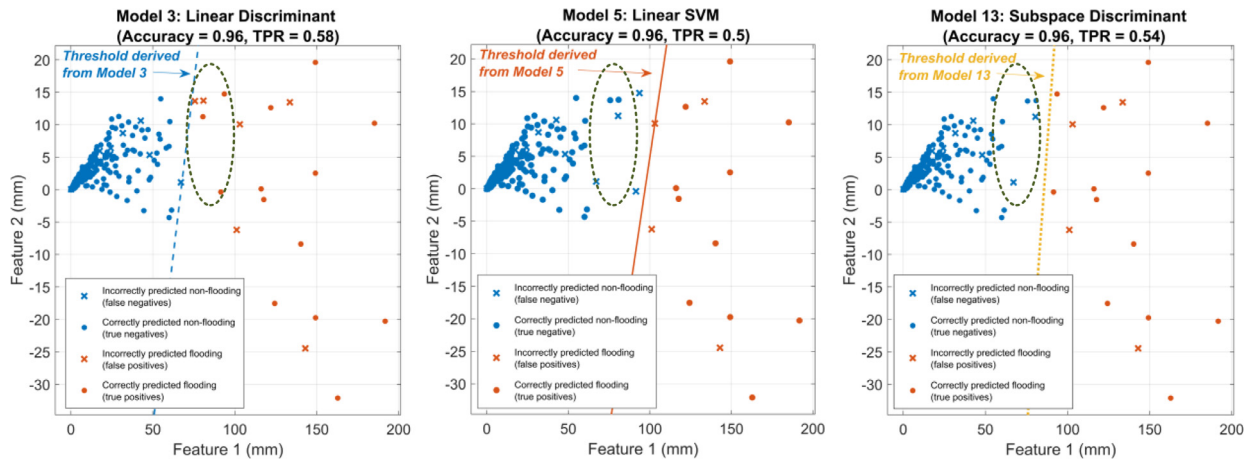 Model 3: Linear Discriminant
(Accuracy = 0.96, TPR = 0.58)
Threshold derived
from Model 3
20
15
10
5
0
-5
-10
-15
-20
-25
-30
Feature 2 (mm)
Incorrectly predicted non-flooding
(false negatives)
Correctly predicted non-flooding
(true negatives)
Incorrectly predicted flooding
(false positives)
Correctly predicted flooding
(true positives)
0 50 100 150 200
Feature 1 (mm)
Model 5: Linear SVM
(Accuracy = 0.96, TPR = 0.5)
Threshold derived
from Model 5
20
15
10
5
0
-5
-10
-15
-20
-25
-30
Feature 2 (mm)
Incorrectly predicted non-flooding
(false negative)
Correctly predicted non-flooding
(true negative)
Incorrectly predicted flooding
(false positives)
Correctly predicted flooding
(true positives)
0 50 100 150 200
Feature 1 (mm)
Model 13: Subspace Discriminant
(Accuracy = 0.96, TPR = 0.54)
Threshold derived
from Model 13
20
15
10
5
0
-5
-10
-15
-20
-25
-30
Feature 2 (mm)
Incorrectly predicted non-flooding
(false negatives)
Correctly predicted non-flooding
(true negatives)
Incorrectly predicted flooding
(false positives)
Correctly predicted flooding
(true positives)
0 50 100 150 200
Feature 1 (mm)